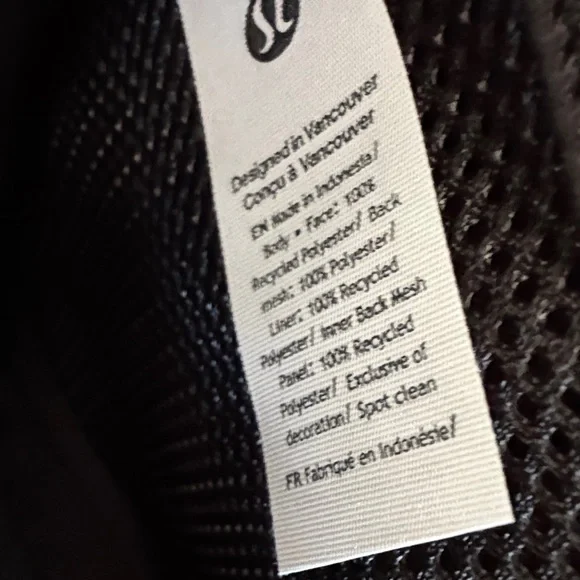 Designed in Vancouver
Conçu à Vancouver
EN Made in Indonesia/
Body • Face: 100%
Recycled Polyester/ Back
mesh: 100% Polyester/
Liner: 100% Recycled
Polyester/ Inner Back Mesh
Panel: 100% Recycled
Polyester/ Exclusive of
decoration/ Spot clean
FR Fabriqué en Indonésie/